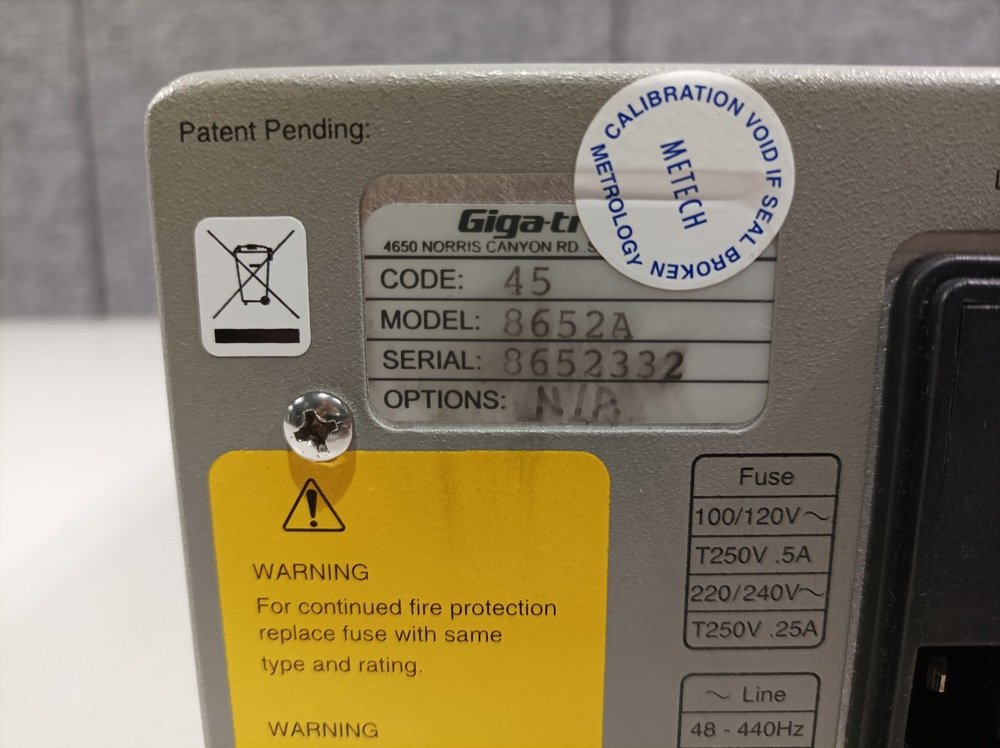 Patent Pending:
CALIBRATION VOID IF SEAL BROKEN
METECH
METROLOGY
Giga-tr
4650 NORRIS CANYON RD.
CODE: 45
MODEL: 8652A
SERIAL: 8652332
OPTIONS: N/A
WARNING
For continued fire protection
replace fuse with same
type and rating.
WARNING
Fuse
100/120V~
T250V .5A
220/240V~
T250V .25A
~ Line
48 - 440Hz